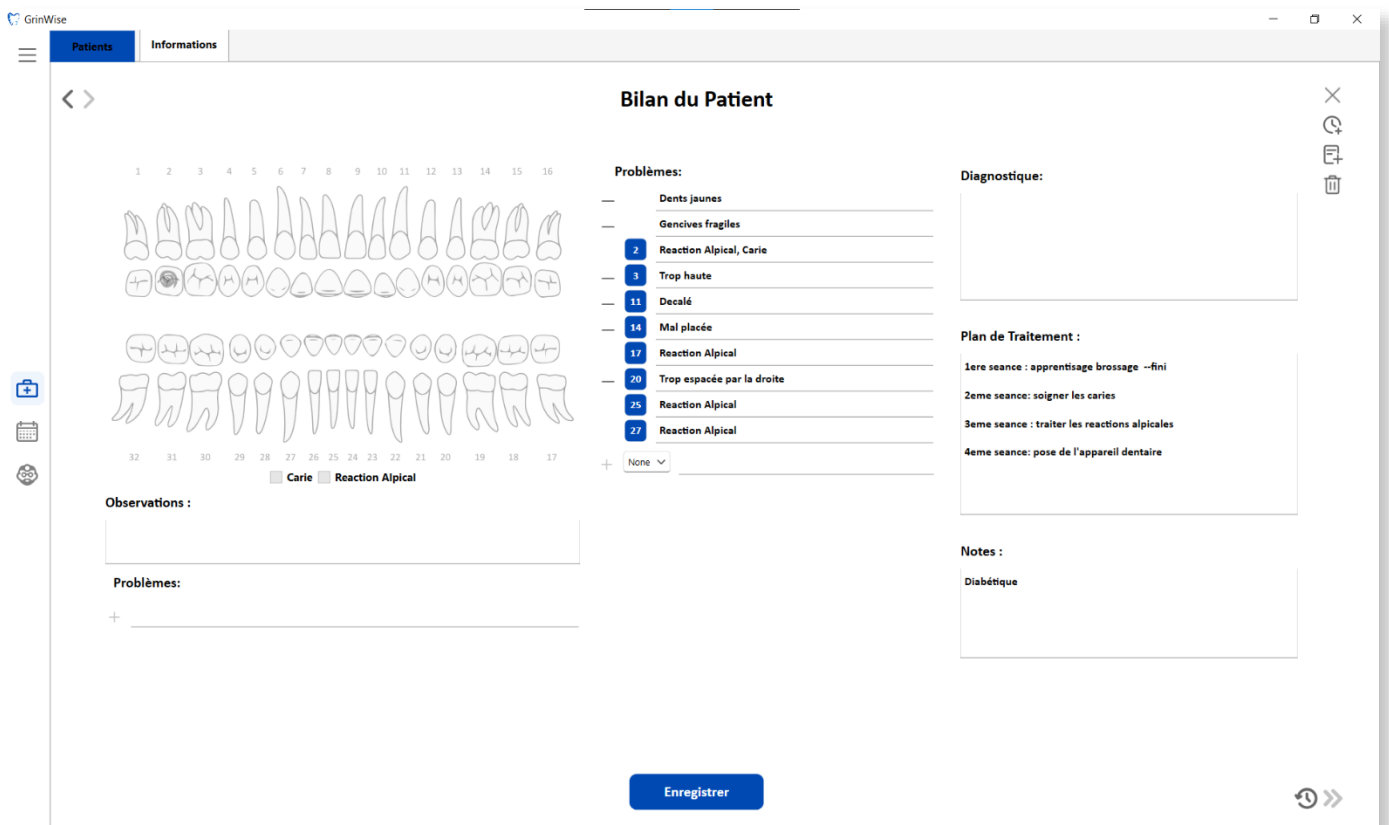 GrinWise
Patients
Informations
Bilan du Patient
1 2 3 4 5 6 7 8 9 10 11 12 13 14 15 16
32 31 30 29 28 27 26 25 24 23 22 21 20 19 18 17
Carie
Reaction Alpical
Observations :
Problèmes:
Problèmes:
Dents jaunes
Gencives fragiles
2 Reaction Alpical, Carie
3 Trop haute
11 Decalé
14 Mal placée
17 Reaction Alpical
20 Trop espacée par la droite
25 Reaction Alpical
27 Reaction Alpical
None
Diagnostique:
Plan de Traitement :
1ere seance : apprentisage brossage --fini
2eme seance: soigner les caries
3eme seance : traiter les reactions alpicales
4eme seance: pose de l'appareil dentaire
Notes :
Diabétique
Enregistrer